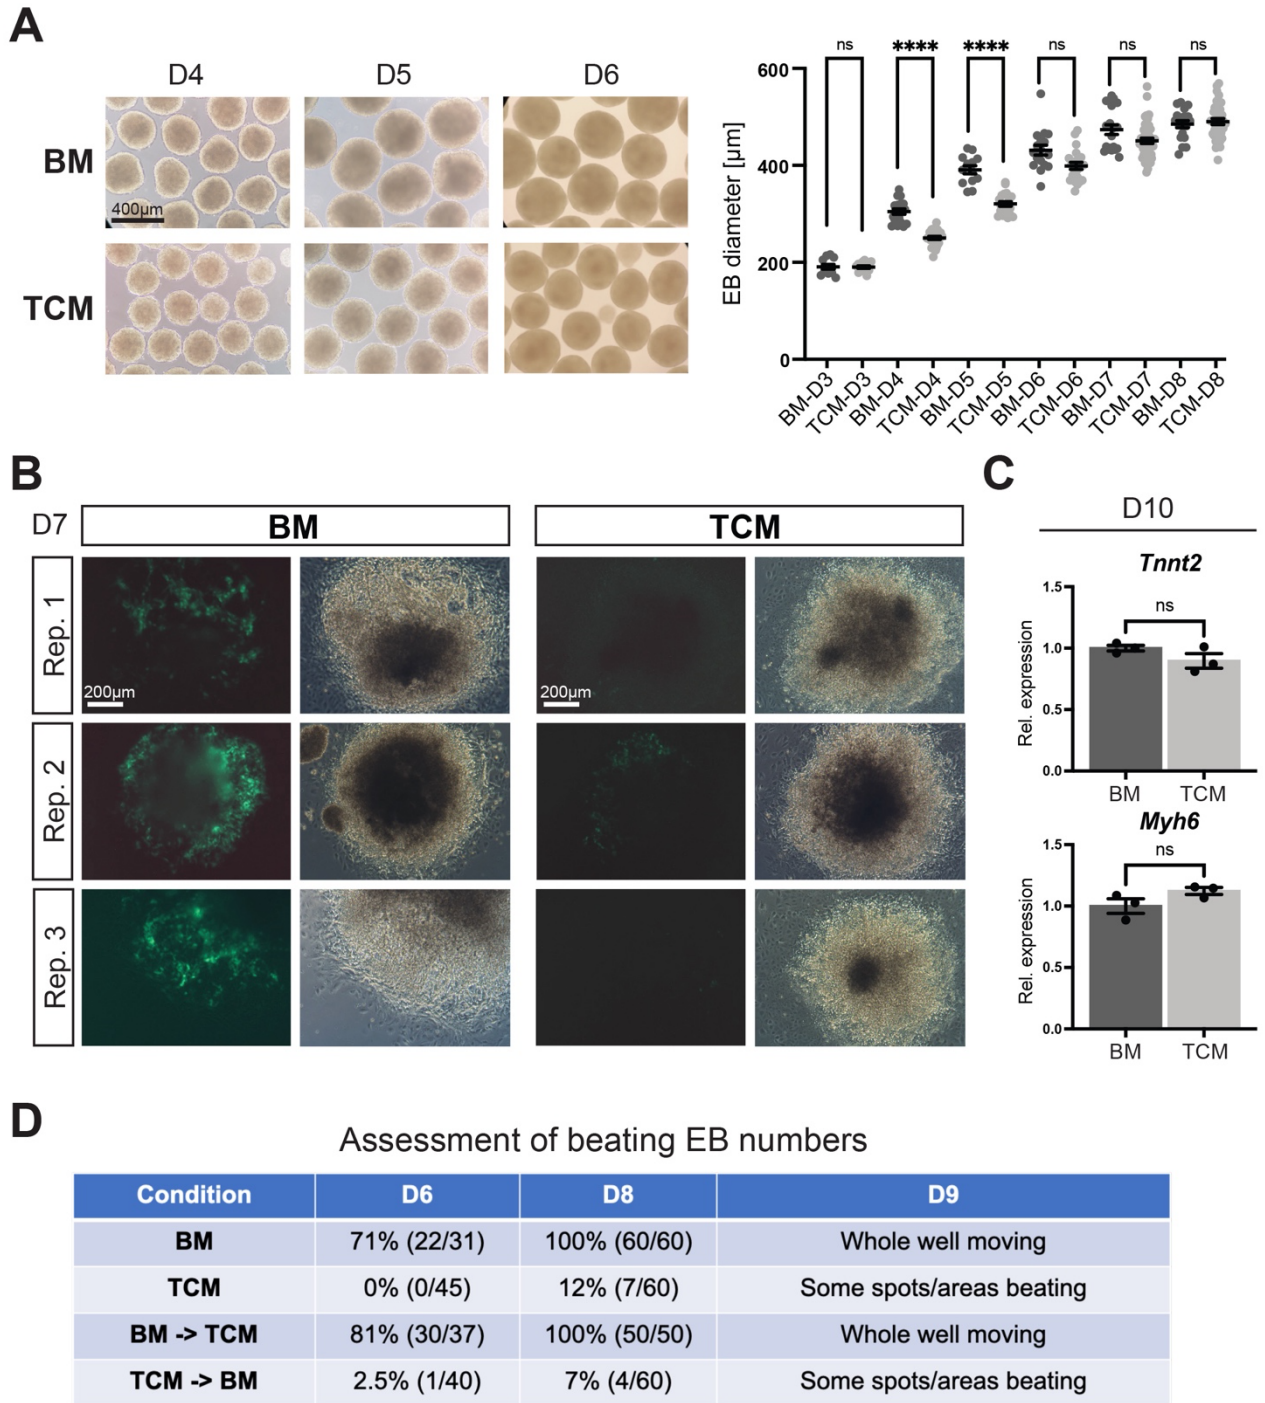 A
D4 D5 D6
BM
400µm
TCM
ns **** **** ns ns ns
EB diameter [µm]
600
400
200
0
BM-D3 TCM-D3 BM-D4 TCM-D4 BM-D5 TCM-D5 BM-D6 TCM-D6 BM-D7 TCM-D7 BM-D8 TCM-D8
B
D7 BM TCM
Rep. 1
200µm 200µm
Rep. 2
Rep. 3
C
D10
Tnnt2
Rel. expression
1.5
1.0
0.5
0.0
ns
BM TCM
Myh6
Rel. expression
1.5
1.0
0.5
0.0
ns
BM TCM
D
Assessment of beating EB numbers
Condition D6 D8 D9
BM 71% (22/31) 100% (60/60) Whole well moving
TCM 0% (0/45) 12% (7/60) Some spots/areas beating
BM -> TCM 81% (30/37) 100% (50/50) Whole well moving
TCM -> BM 2.5% (1/40) 7% (4/60) Some spots/areas beating